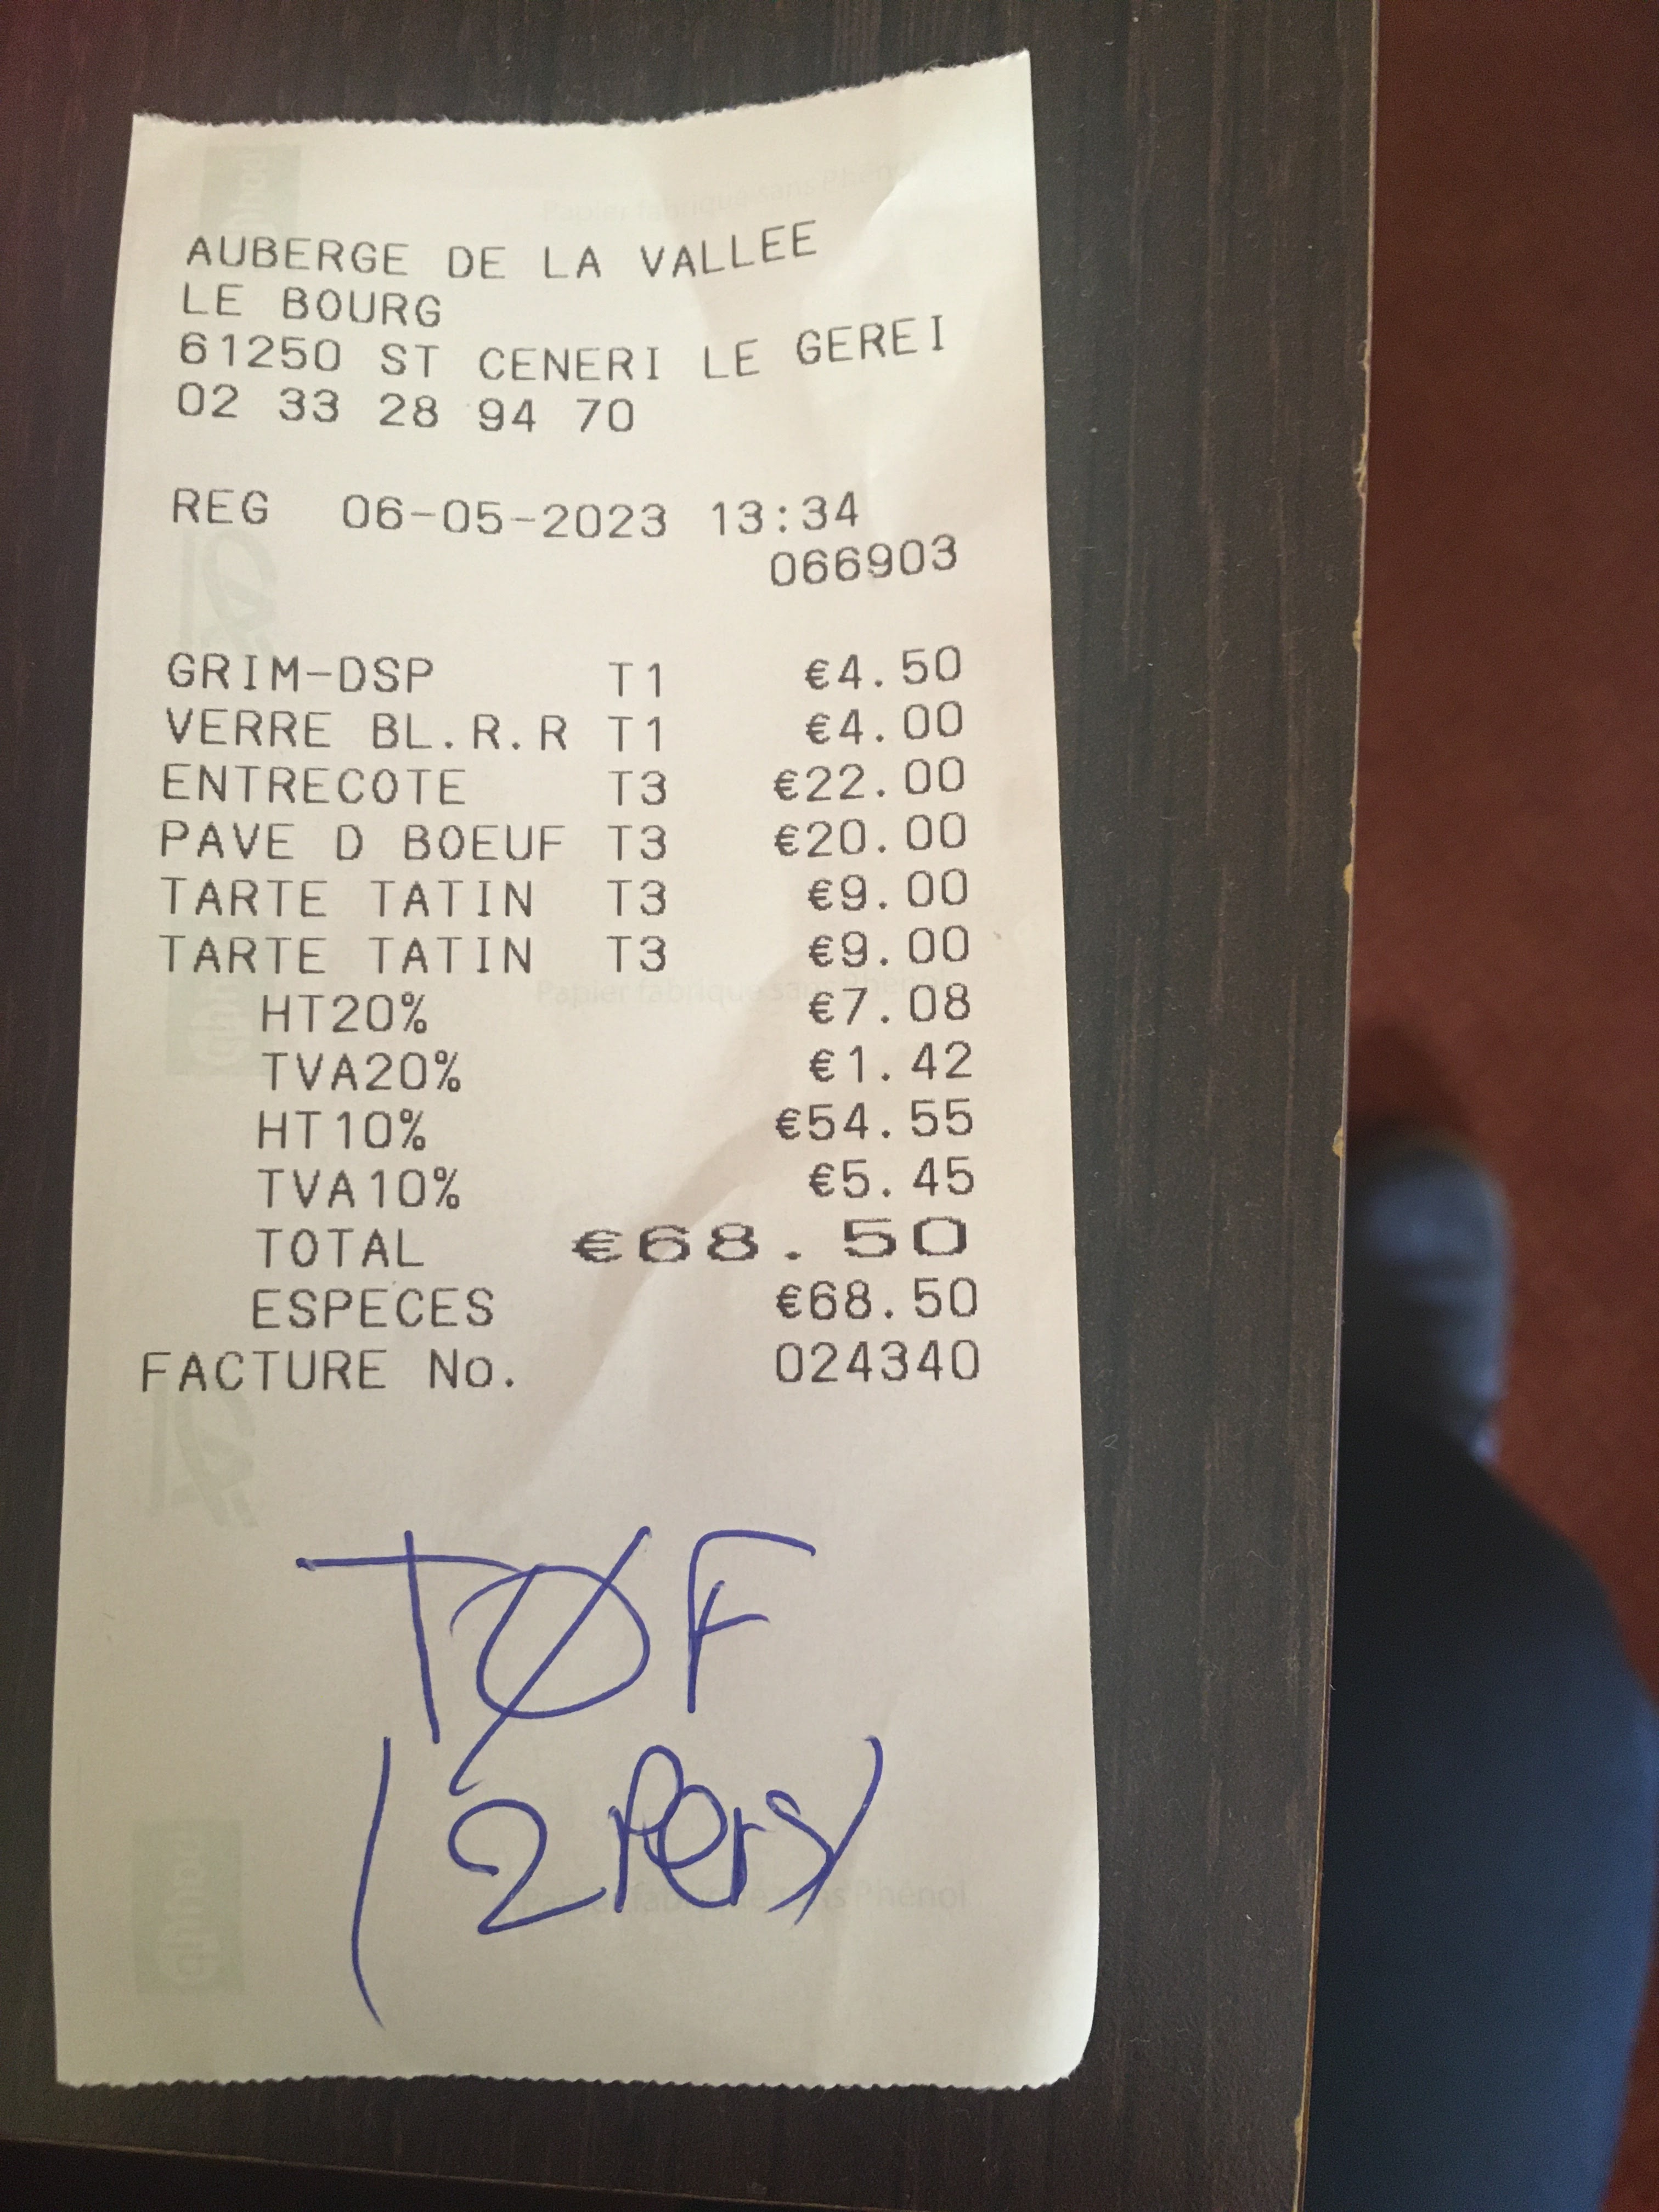 AUBERGE DE LA VALLEE
LE BOURG
61250 ST CENERI LE GEREI
02 33 28 94 70
REG 06-05-2023 13:34
066903
GRIM-DSP T1 €4.50
VERRE BL.R.R T1 €4.00
ENTRECOTE T3 €22.00
PAVE D BOEUF T3 €20.00
TARTE TATIN T3 €9.00
TARTE TATIN T3 €9.00
HT20% €7.08
TVA20% €1.42
HT10% €54.55
TVA10% €5.45
TOTAL €68.50
ESPECES €68.50
FACTURE No. 024340
TØF
(2 Pers)